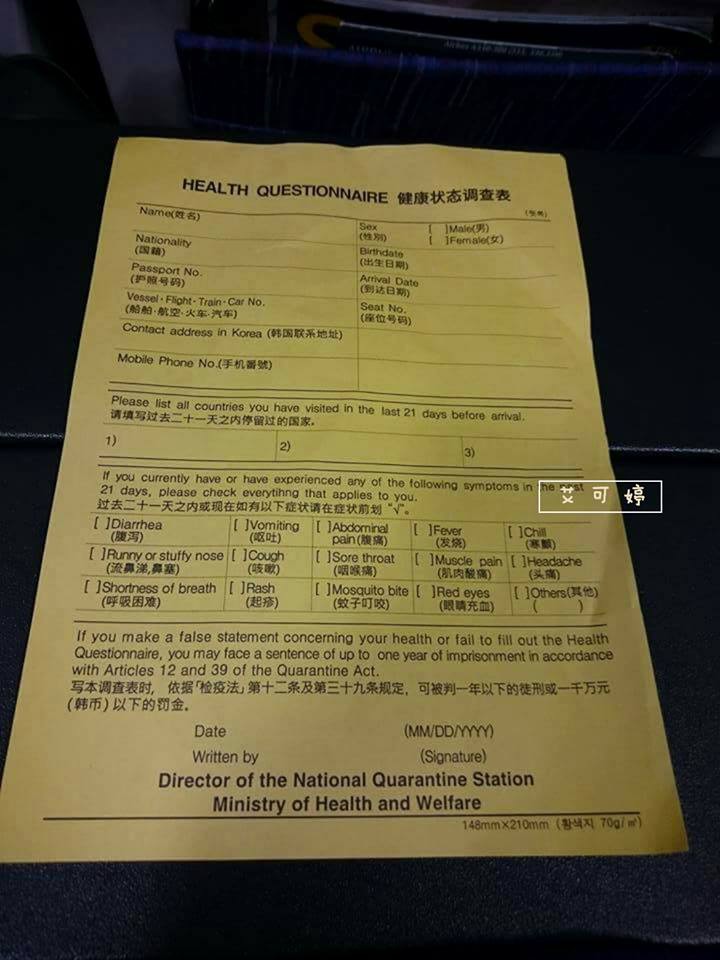 Airbus A330-300 (333,
HEALTH QUESTIONNAIRE 健康状态调查表
Name(姓名)
Sex [ ]Male(男)
(性别) [ ]Female(女)
Nationality
(国籍)
Birthdate
(出生日期)
Passport No.
(护照号码)
Arrival Date
(到达日期)
Vessel·Flight·Train·Car No.
(船舶·航空·火车·汽车)
Seat No.
(座位号码)
Contact address in Korea (韩国联系地址)
Mobile Phone No.(手机番號)
Please list all countries you have visited in the last 21 days before arrival.
请填写过去二十一天之内停留过的国家。
1) 2) 3)
If you currently have or have experienced any of the following symptoms in the past
21 days, please check everytihng that applies to you.
过去二十一天之内或现在如有以下症状请在症状前划 “√”。
艾可婷
[ ]Diarrhea [ ]Vomiting [ ]Abdominal [ ]Fever [ ]Chill
(腹泻) (呕吐) pain(腹痛) (发烧) (寒颤)
[ ]Runny or stuffy nose [ ]Cough [ ]Sore throat [ ]Muscle pain [ ]Headache
(流鼻涕,鼻塞) (咳嗽) (咽喉痛) (肌肉酸痛) (头痛)
[ ]Shortness of breath [ ]Rash [ ]Mosquito bite [ ]Red eyes [ ]Others(其他)
(呼吸困难) (起疹) (蚊子叮咬) (眼睛充血) ( )
If you make a false statement concerning your health or fail to fill out the Health
Questionnaire, you may face a sentence of up to one year of imprisonment in accordance
with Articles 12 and 39 of the Quarantine Act.
写本调查表时, 依据「检疫法」第十二条及第三十九条规定, 可被判一年以下的徒刑或一千万元
(韩币) 以下的罚金。
Date (MM/DD/YYYY)
Written by (Signature)
Director of the National Quarantine Station
Ministry of Health and Welfare
148mm×210mm (황색지 70g/㎡)